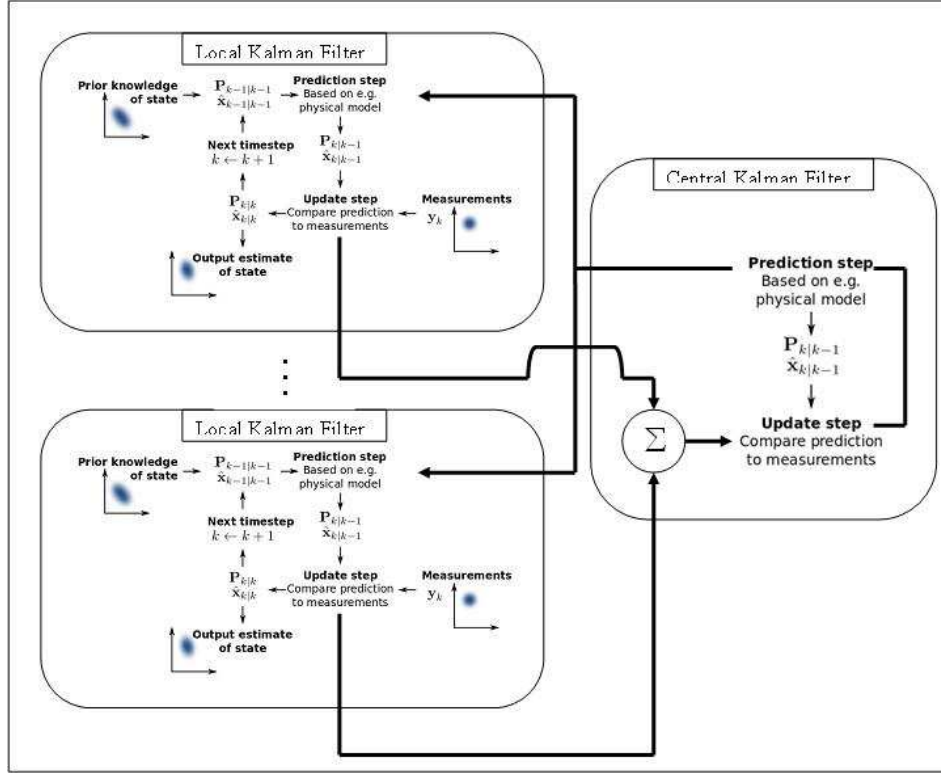 Local Kalman Filter
Prior knowledge
of state
P_{k−1|k−1}
x̂_{k−1|k−1}
Prediction step
Based on e.g.
physical model
Next timestep
k ← k + 1
P_{k|k−1}
x̂_{k|k−1}
P_{k|k}
x̂_{k|k}
Update step
Compare prediction
to measurements
Measurements
y_k
Output estimate
of state
Central Kalman Filter
Prediction step
Based on e.g.
physical model
P_{k|k−1}
x̂_{k|k−1}
Update step
Compare prediction
to measurements
Σ
Local Kalman Filter
Prior knowledge
of state
P_{k−1|k−1}
x̂_{k−1|k−1}
Prediction step
Based on e.g.
physical model
Next timestep
k ← k + 1
P_{k|k−1}
x̂_{k|k−1}
P_{k|k}
x̂_{k|k}
Update step
Compare prediction
to measurements
Measurements
y_k
Output estimate
of state